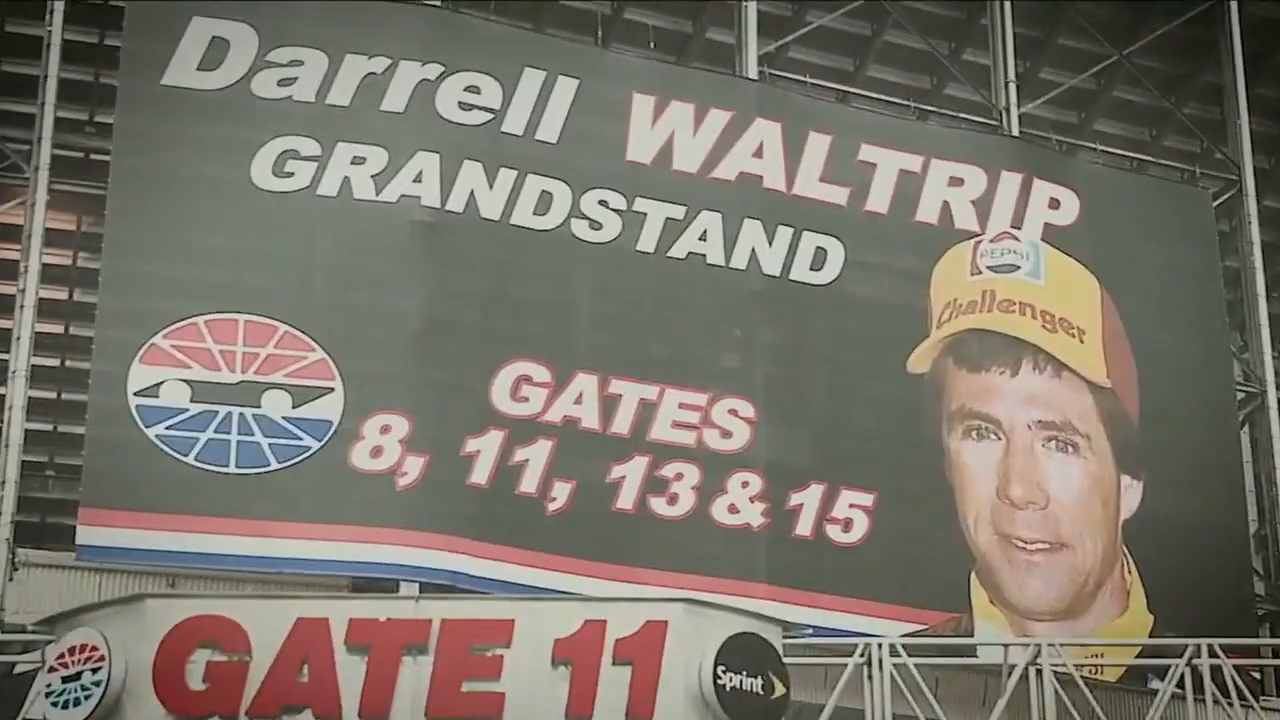 Darrell WALTRIP
GRANDSTAND
PEPSI
Challenger
GATES
8, 11, 13 & 15
GATE 11
Sprint